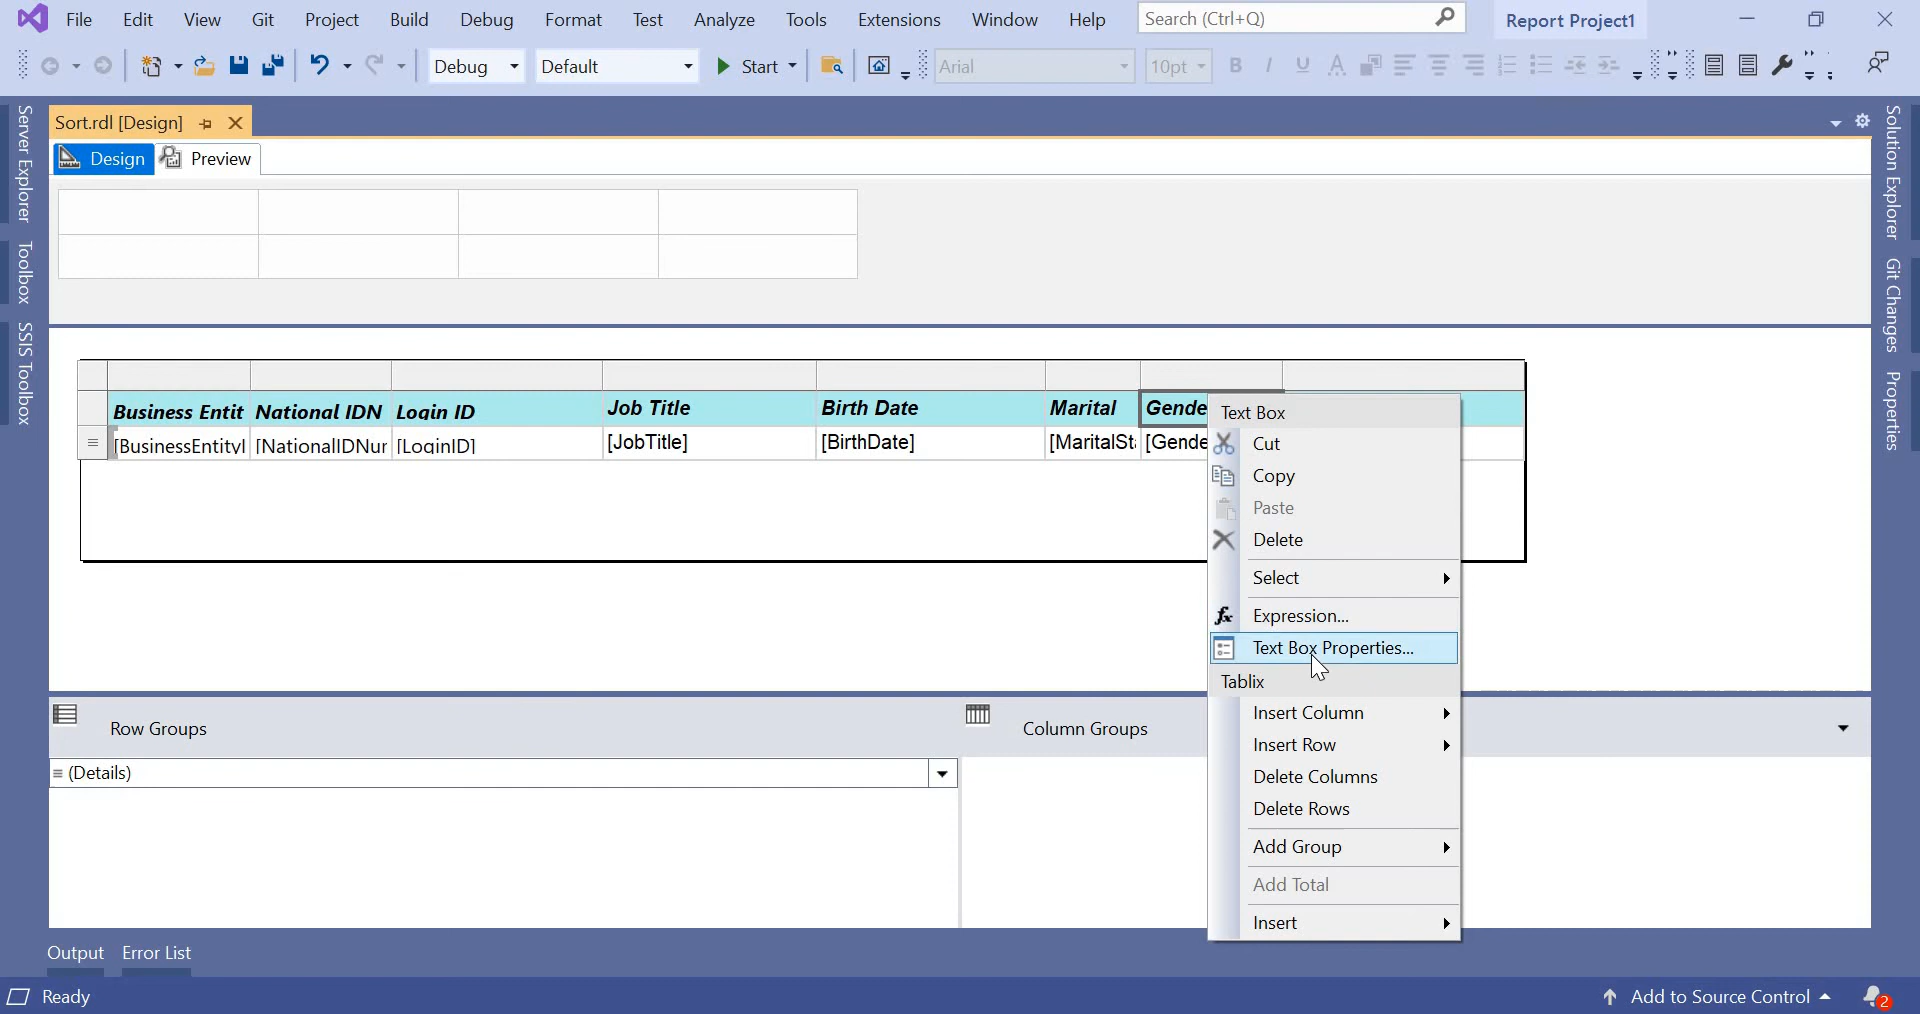 File Edit View Git Project Build Debug Format Test Analyze Tools Extensions Window Help Search (Ctrl+Q) Report Project1
Debug Default Start Arial 10pt B I U A
Sort.rdl [Design]
Design Preview
Server Explorer
Toolbox
SSIS Toolbox
Solution Explorer
Git Changes
Properties
Business Entit National IDN Login ID Job Title Birth Date Marital Gende
[BusinessEntityI [NationalIDNur [LoginID] [JobTitle] [BirthDate] [MaritalSt [Gende
Text Box
Cut
Copy
Paste
Delete
Select
fx Expression...
Text Box Properties...
Tablix
Insert Column
Insert Row
Delete Columns
Delete Rows
Add Group
Add Total
Insert
Row Groups Column Groups
(Details)
Output Error List
Ready Add to Source Control 2